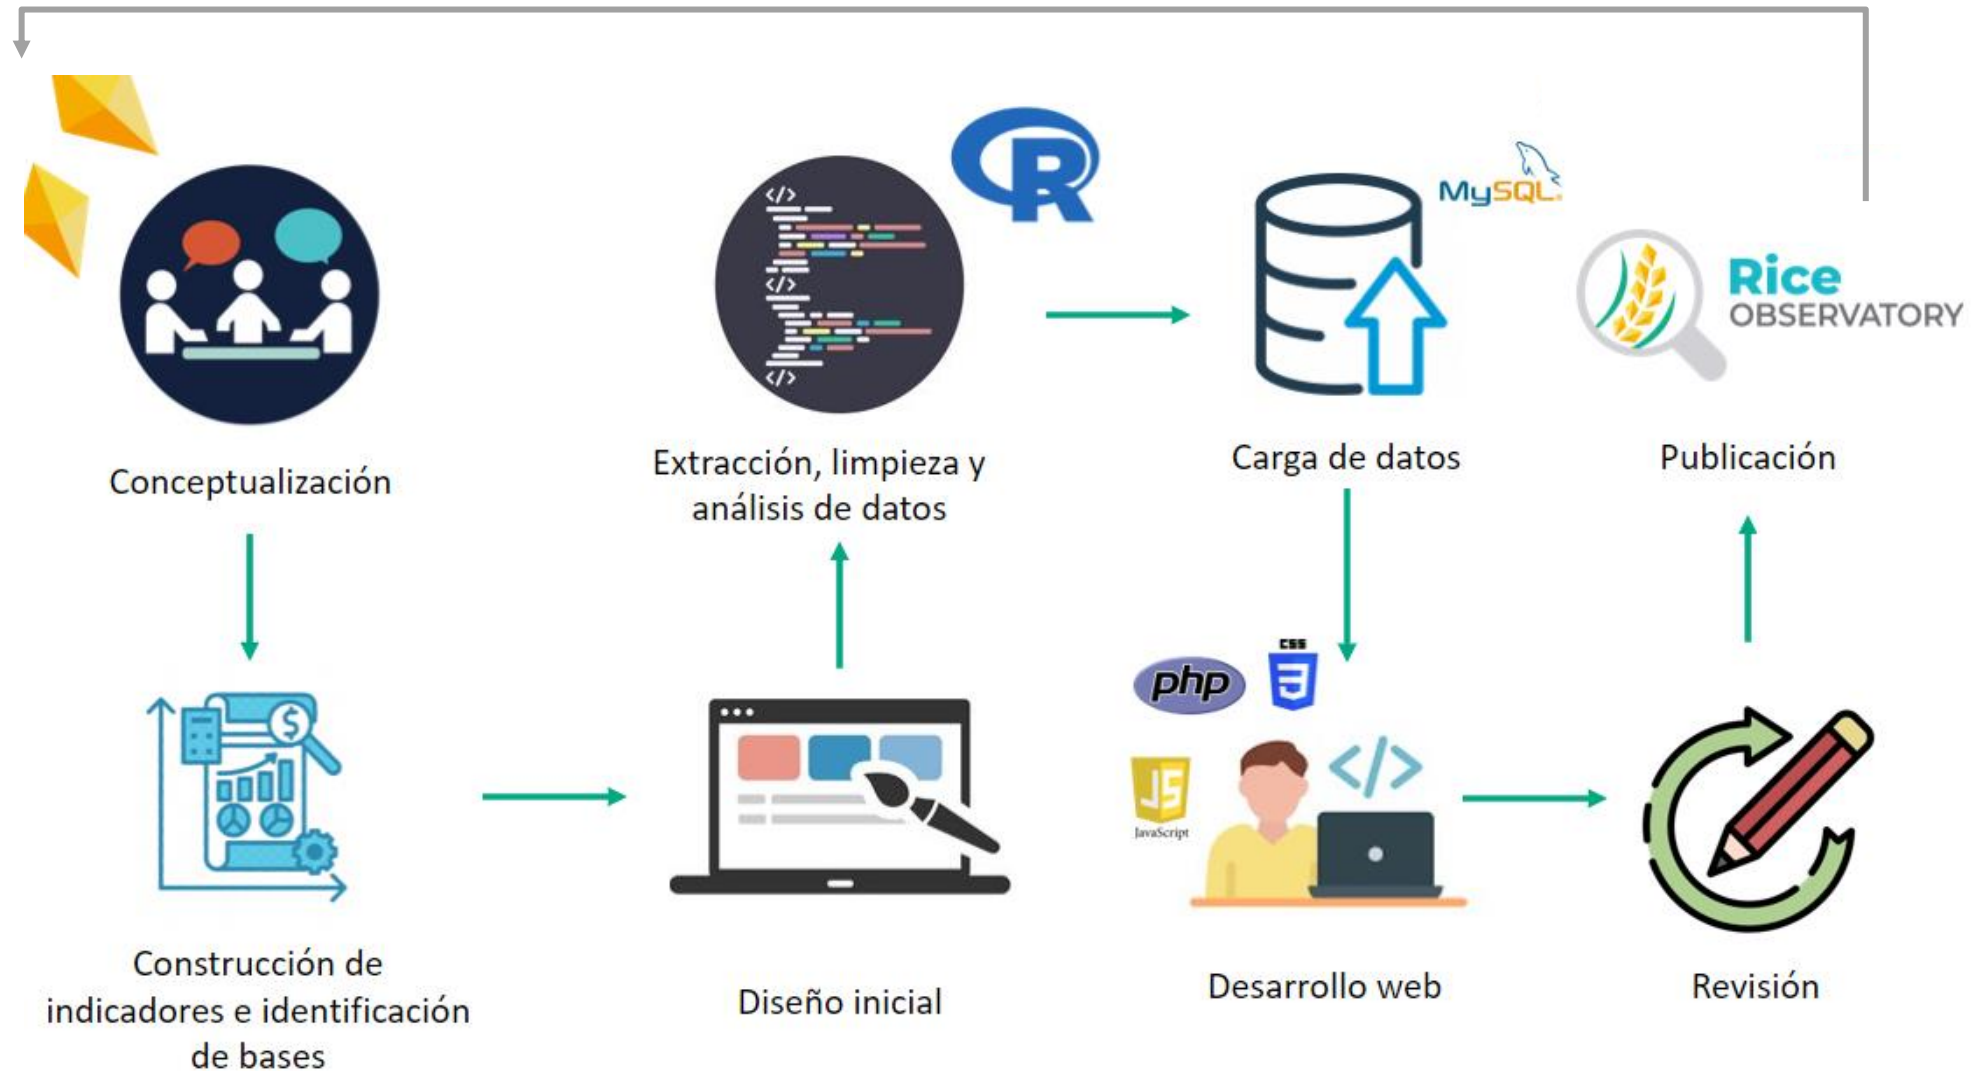 Conceptualización
Construcción de
indicadores e identificación
de bases
Diseño inicial
</>
</>
</>
R
Extracción, limpieza y
análisis de datos
MySQL
Carga de datos
php
CSS
3
JS
JavaScript
</>
Desarrollo web
$
Revisión
Rice
OBSERVATORY
Publicación